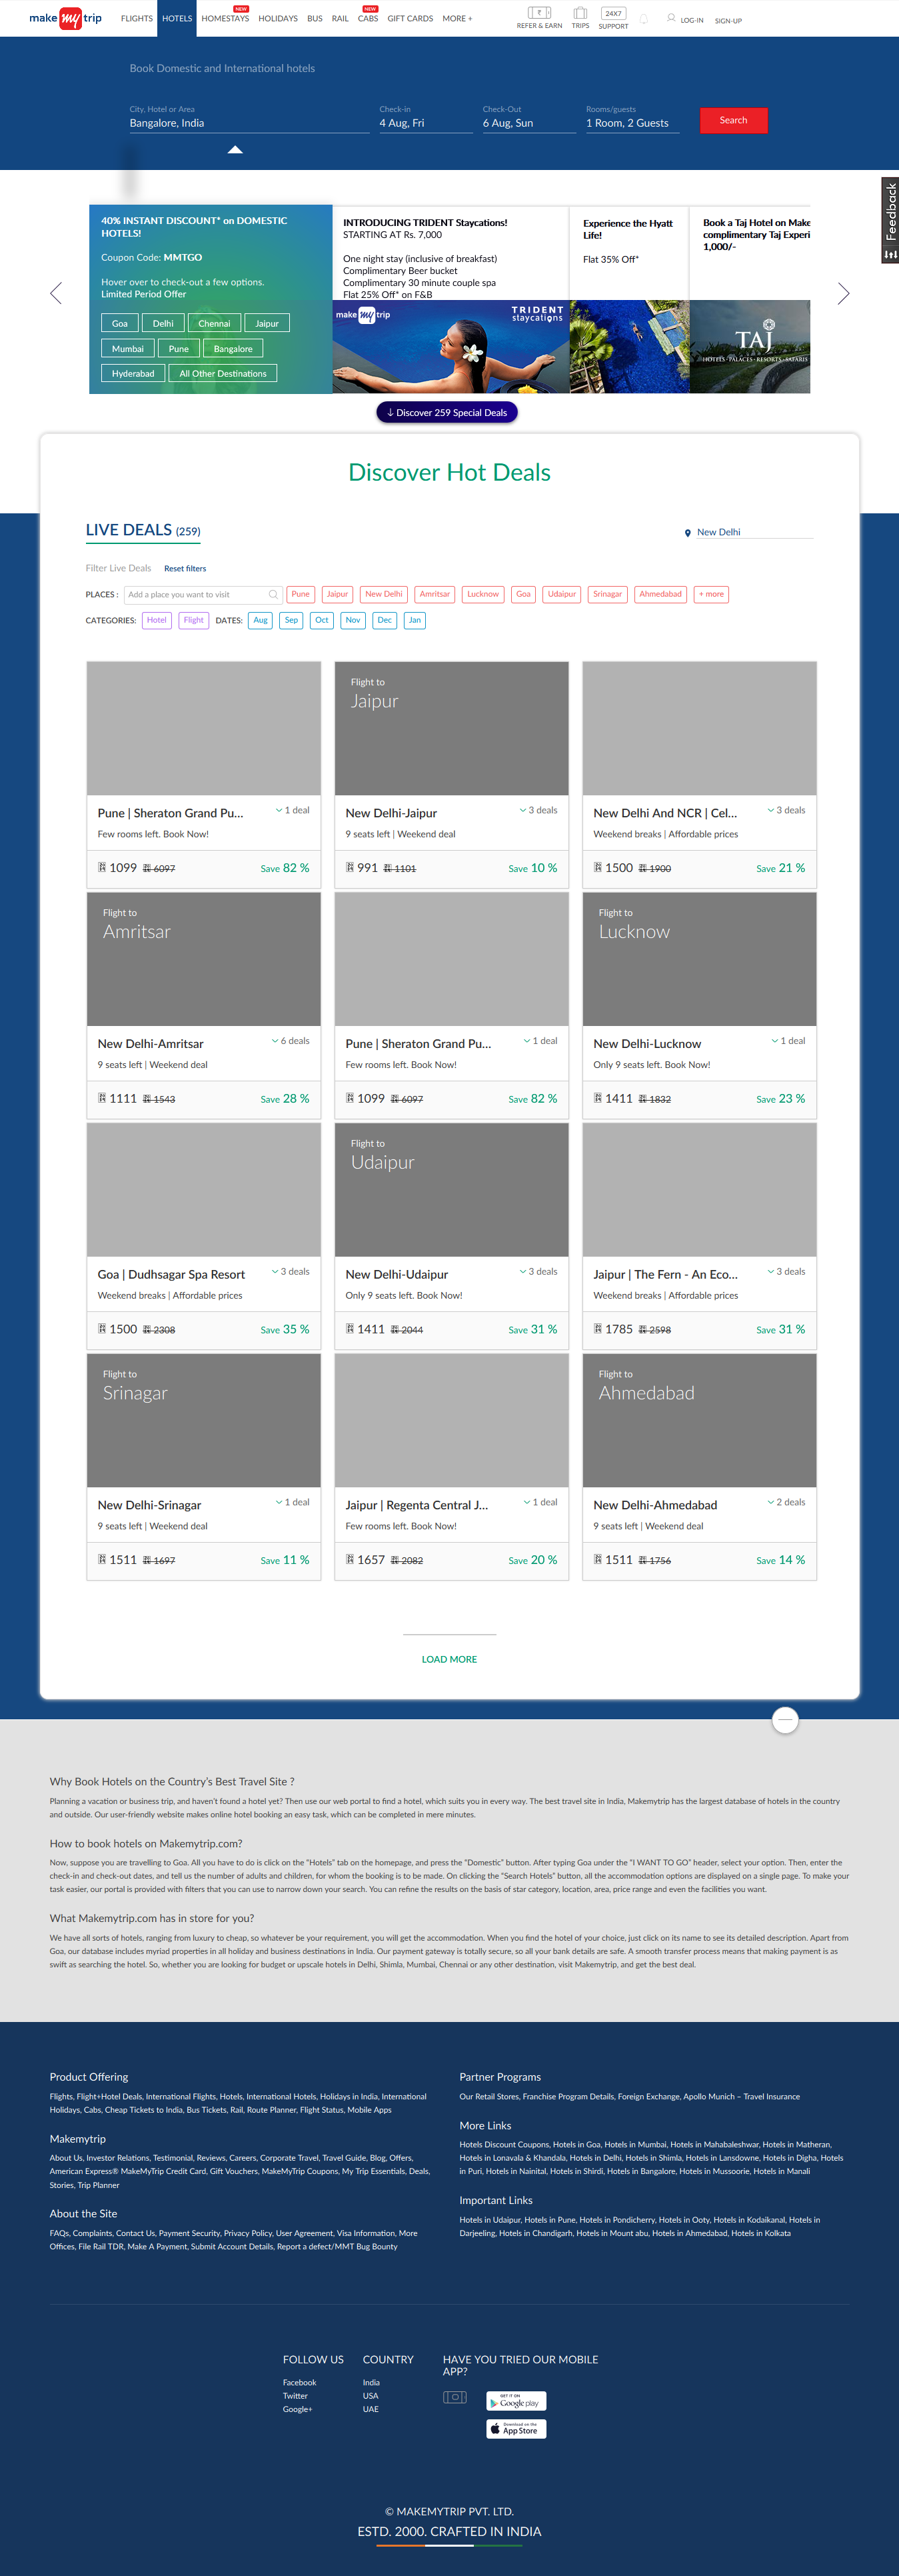 make my trip
FLIGHTS
HOTELS
NEW
HOMESTAYS
HOLIDAYS
BUS
RAIL
NEW
CABS
GIFT CARDS
MORE +
REFER & EARN
TRIPS
24X7
SUPPORT
LOG-IN
SIGN-UP
Book Domestic and International hotels
City, Hotel or Area
Bangalore, India
Check-in
4 Aug, Fri
Check-Out
6 Aug, Sun
Rooms/guests
1 Room, 2 Guests
Search
Feedback
40% INSTANT DISCOUNT* on DOMESTIC
HOTELS!
Coupon Code: MMTGO
Hover over to check-out a few options.
Limited Period Offer
Goa
Delhi
Chennai
Jaipur
Mumbai
Pune
Bangalore
Hyderabad
All Other Destinations
INTRODUCING TRIDENT Staycations!
STARTING AT Rs. 7,000
One night stay (inclusive of breakfast)
Complimentary Beer bucket
Complimentary 30 minute couple spa
Flat 25% Off* on F&B
make my trip
TRIDENT
staycations
Experience the Hyatt
Life!
Flat 35% Off*
Book a Taj Hotel on Make
complimentary Taj Experi
1,000/-
TAJ
HOTELS · PALACES · RESORTS · SAFARIS
↓ Discover 259 Special Deals
Discover Hot Deals
LIVE DEALS (259)
New Delhi
Filter Live Deals
Reset filters
PLACES :
Add a place you want to visit
Pune
Jaipur
New Delhi
Amritsar
Lucknow
Goa
Udaipur
Srinagar
Ahmedabad
+ more
CATEGORIES:
Hotel
Flight
DATES:
Aug
Sep
Oct
Nov
Dec
Jan
Pune | Sheraton Grand Pu...
1 deal
Few rooms left. Book Now!
1099 6097
Save 82 %
Flight to
Jaipur
New Delhi-Jaipur
3 deals
9 seats left | Weekend deal
991 1101
Save 10 %
New Delhi And NCR | Cel...
3 deals
Weekend breaks | Affordable prices
1500 1900
Save 21 %
Flight to
Amritsar
New Delhi-Amritsar
6 deals
9 seats left | Weekend deal
1111 1543
Save 28 %
Pune | Sheraton Grand Pu...
1 deal
Few rooms left. Book Now!
1099 6097
Save 82 %
Flight to
Lucknow
New Delhi-Lucknow
1 deal
Only 9 seats left. Book Now!
1411 1832
Save 23 %
Goa | Dudhsagar Spa Resort
3 deals
Weekend breaks | Affordable prices
1500 2308
Save 35 %
Flight to
Udaipur
New Delhi-Udaipur
3 deals
Only 9 seats left. Book Now!
1411 2044
Save 31 %
Jaipur | The Fern - An Eco...
3 deals
Weekend breaks | Affordable prices
1785 2598
Save 31 %
Flight to
Srinagar
New Delhi-Srinagar
1 deal
9 seats left | Weekend deal
1511 1697
Save 11 %
Jaipur | Regenta Central J...
1 deal
Few rooms left. Book Now!
1657 2082
Save 20 %
Flight to
Ahmedabad
New Delhi-Ahmedabad
2 deals
9 seats left | Weekend deal
1511 1756
Save 14 %
LOAD MORE
Why Book Hotels on the Country's Best Travel Site ?
Planning a vacation or business trip, and haven't found a hotel yet? Then use our web portal to find a hotel, which suits you in every way. The best travel site in India, Makemytrip has the largest database of hotels in the country
and outside. Our user-friendly website makes online hotel booking an easy task, which can be completed in mere minutes.
How to book hotels on Makemytrip.com?
Now, suppose you are travelling to Goa. All you have to do is click on the "Hotels" tab on the homepage, and press the "Domestic" button. After typing Goa under the "I WANT TO GO" header, select your option. Then, enter the
check-in and check-out dates, and tell us the number of adults and children, for whom the booking is to be made. On clicking the "Search Hotels" button, all the accommodation options are displayed on a single page. To make your
task easier, our portal is provided with filters that you can use to narrow down your search. You can refine the results on the basis of star category, location, area, price range and even the facilities you want.
What Makemytrip.com has in store for you?
We have all sorts of hotels, ranging from luxury to cheap, so whatever be your requirement, you will get the accommodation. When you find the hotel of your choice, just click on its name to see its detailed description. Apart from
Goa, our database includes myriad properties in all holiday and business destinations in India. Our payment gateway is totally secure, so all your bank details are safe. A smooth transfer process means that making payment is as
swift as searching the hotel. So, whether you are looking for budget or upscale hotels in Delhi, Shimla, Mumbai, Chennai or any other destination, visit Makemytrip, and get the best deal.
Product Offering
Flights, Flight+Hotel Deals, International Flights, Hotels, International Hotels, Holidays in India, International
Holidays, Cabs, Cheap Tickets to India, Bus Tickets, Rail, Route Planner, Flight Status, Mobile Apps
Makemytrip
About Us, Investor Relations, Testimonial, Reviews, Careers, Corporate Travel, Travel Guide, Blog, Offers,
American Express® MakeMyTrip Credit Card, Gift Vouchers, MakeMyTrip Coupons, My Trip Essentials, Deals,
Stories, Trip Planner
About the Site
FAQs, Complaints, Contact Us, Payment Security, Privacy Policy, User Agreement, Visa Information, More
Offices, File Rail TDR, Make A Payment, Submit Account Details, Report a defect/MMT Bug Bounty
Partner Programs
Our Retail Stores, Franchise Program Details, Foreign Exchange, Apollo Munich – Travel Insurance
More Links
Hotels Discount Coupons, Hotels in Goa, Hotels in Mumbai, Hotels in Mahabaleshwar, Hotels in Matheran,
Hotels in Lonavala & Khandala, Hotels in Delhi, Hotels in Shimla, Hotels in Lansdowne, Hotels in Digha, Hotels
in Puri, Hotels in Nainital, Hotels in Shirdi, Hotels in Bangalore, Hotels in Mussoorie, Hotels in Manali
Important Links
Hotels in Udaipur, Hotels in Pune, Hotels in Pondicherry, Hotels in Ooty, Hotels in Kodaikanal, Hotels in
Darjeeling, Hotels in Chandigarh, Hotels in Mount abu, Hotels in Ahmedabad, Hotels in Kolkata
FOLLOW US
Facebook
Twitter
Google+
COUNTRY
India
USA
UAE
HAVE YOU TRIED OUR MOBILE
APP?
GET IT ON
Google play
Download on the
App Store
© MAKEMYTRIP PVT. LTD.
ESTD. 2000. CRAFTED IN INDIA